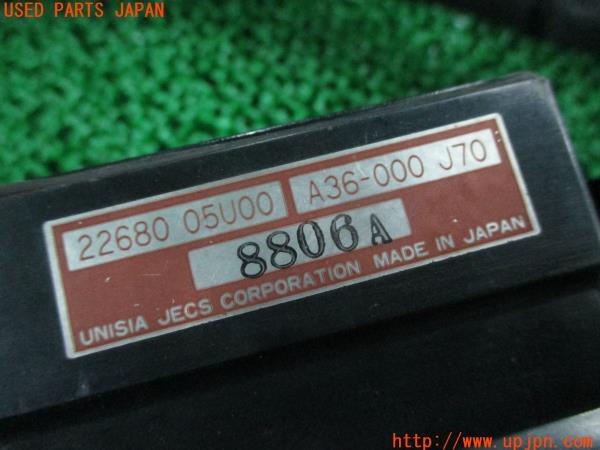 USED PARTS JAPAN
22680 05U00 A36-000 J70
8806A
UNISIA JECS CORPORATION MADE IN JAPAN
http://www.upjpn.com/